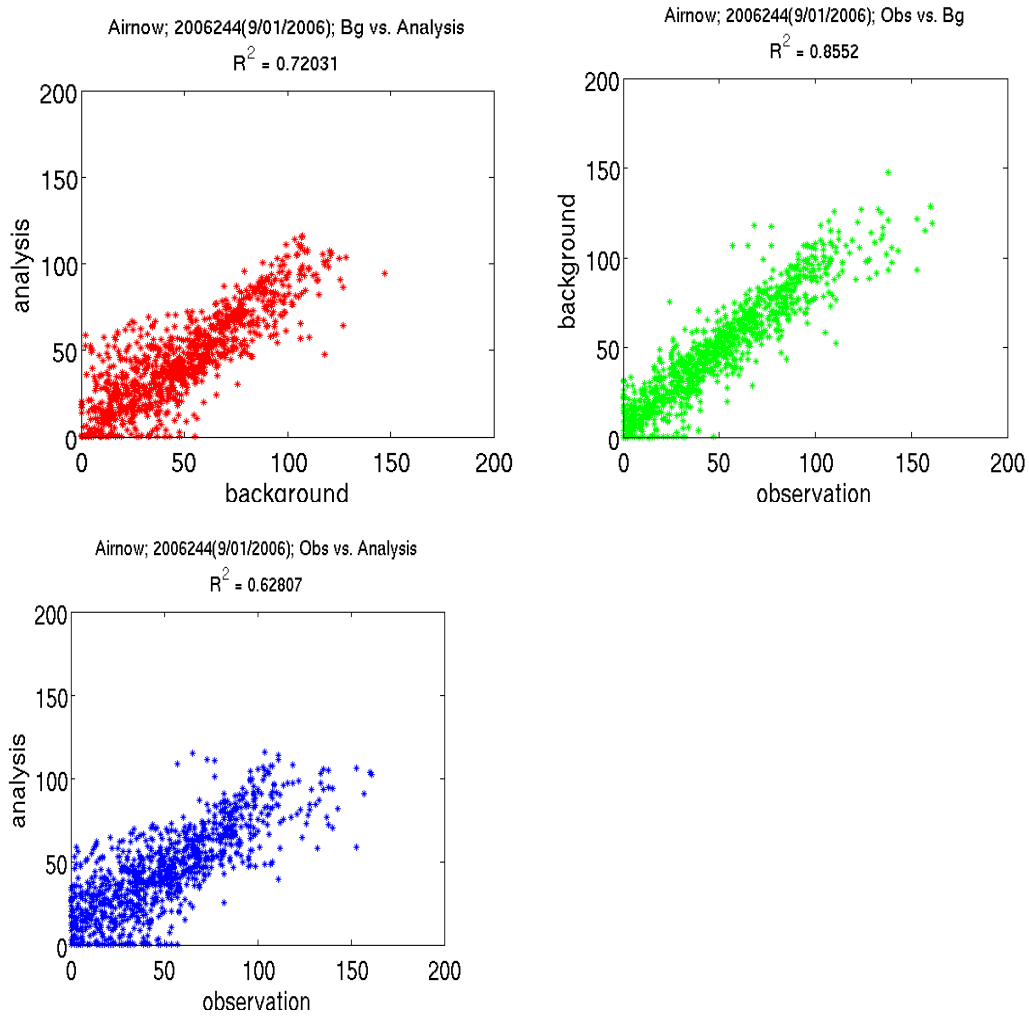 Airnow; 2006244(9/01/2006); Bg vs. Analysis
R² = 0.72031
200
150
100
50
0
analysis
0 50 100 150 200
background
Airnow; 2006244(9/01/2006); Obs vs. Bg
R² = 0.8552
200
150
100
50
0
background
0 50 100 150 200
observation
Airnow; 2006244(9/01/2006); Obs vs. Analysis
R² = 0.62807
200
150
100
50
0
analysis
0 50 100 150 200
observation